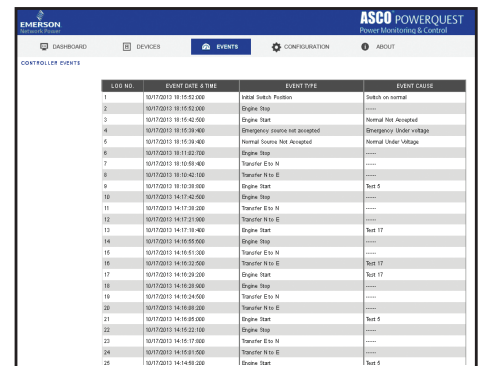 EMERSON.
Network Power
ASCO POWERQUEST
Power Monitoring & Control
DASHBOARD DEVICES EVENTS CONFIGURATION ABOUT
CONTROLLER EVENTS
LOG NO. EVENT DATE & TIME EVENT TYPE EVENT CAUSE
1 10/17/2013 18:15:52:000 Initial Switch Position Switch on normal
2 10/17/2013 18:15:52:000 Engine Stop ------
3 10/17/2013 18:15:42:500 Engine Start Normal Not Accepted
4 10/17/2013 18:15:39:400 Emergency source not accepted Emergency Under voltage
5 10/17/2013 18:15:39:400 Normal Source Not Accepted Normal Under Voltage
6 10/17/2013 18:11:02:700 Engine Stop ------
7 10/17/2013 18:10:58:400 Transfer E to N ------
8 10/17/2013 18:10:42:100 Transfer N to E ------
9 10/17/2013 18:10:38:800 Engine Start Test 5
10 10/17/2013 14:17:42:500 Engine Stop ------
11 10/17/2013 14:17:38:200 Transfer E to N ------
12 10/17/2013 14:17:21:900 Transfer N to E ------
13 10/17/2013 14:17:18:400 Engine Start Test 17
14 10/17/2013 14:16:55:600 Engine Stop ------
15 10/17/2013 14:16:51:300 Transfer E to N ------
16 10/17/2013 14:16:32:500 Transfer N to E Test 17
17 10/17/2013 14:16:29:200 Engine Start Test 17
18 10/17/2013 14:16:28:900 Engine Stop ------
19 10/17/2013 14:16:24:500 Transfer E to N ------
20 10/17/2013 14:16:08:200 Transfer N to E ------
21 10/17/2013 14:16:05:000 Engine Start Test 5
22 10/17/2013 14:15:22:100 Engine Stop ------
23 10/17/2013 14:15:17:800 Transfer E to N ------
24 10/17/2013 14:15:01:500 Transfer N to E ------
25 10/17/2013 14:14:58:200 Engine Start Test 5